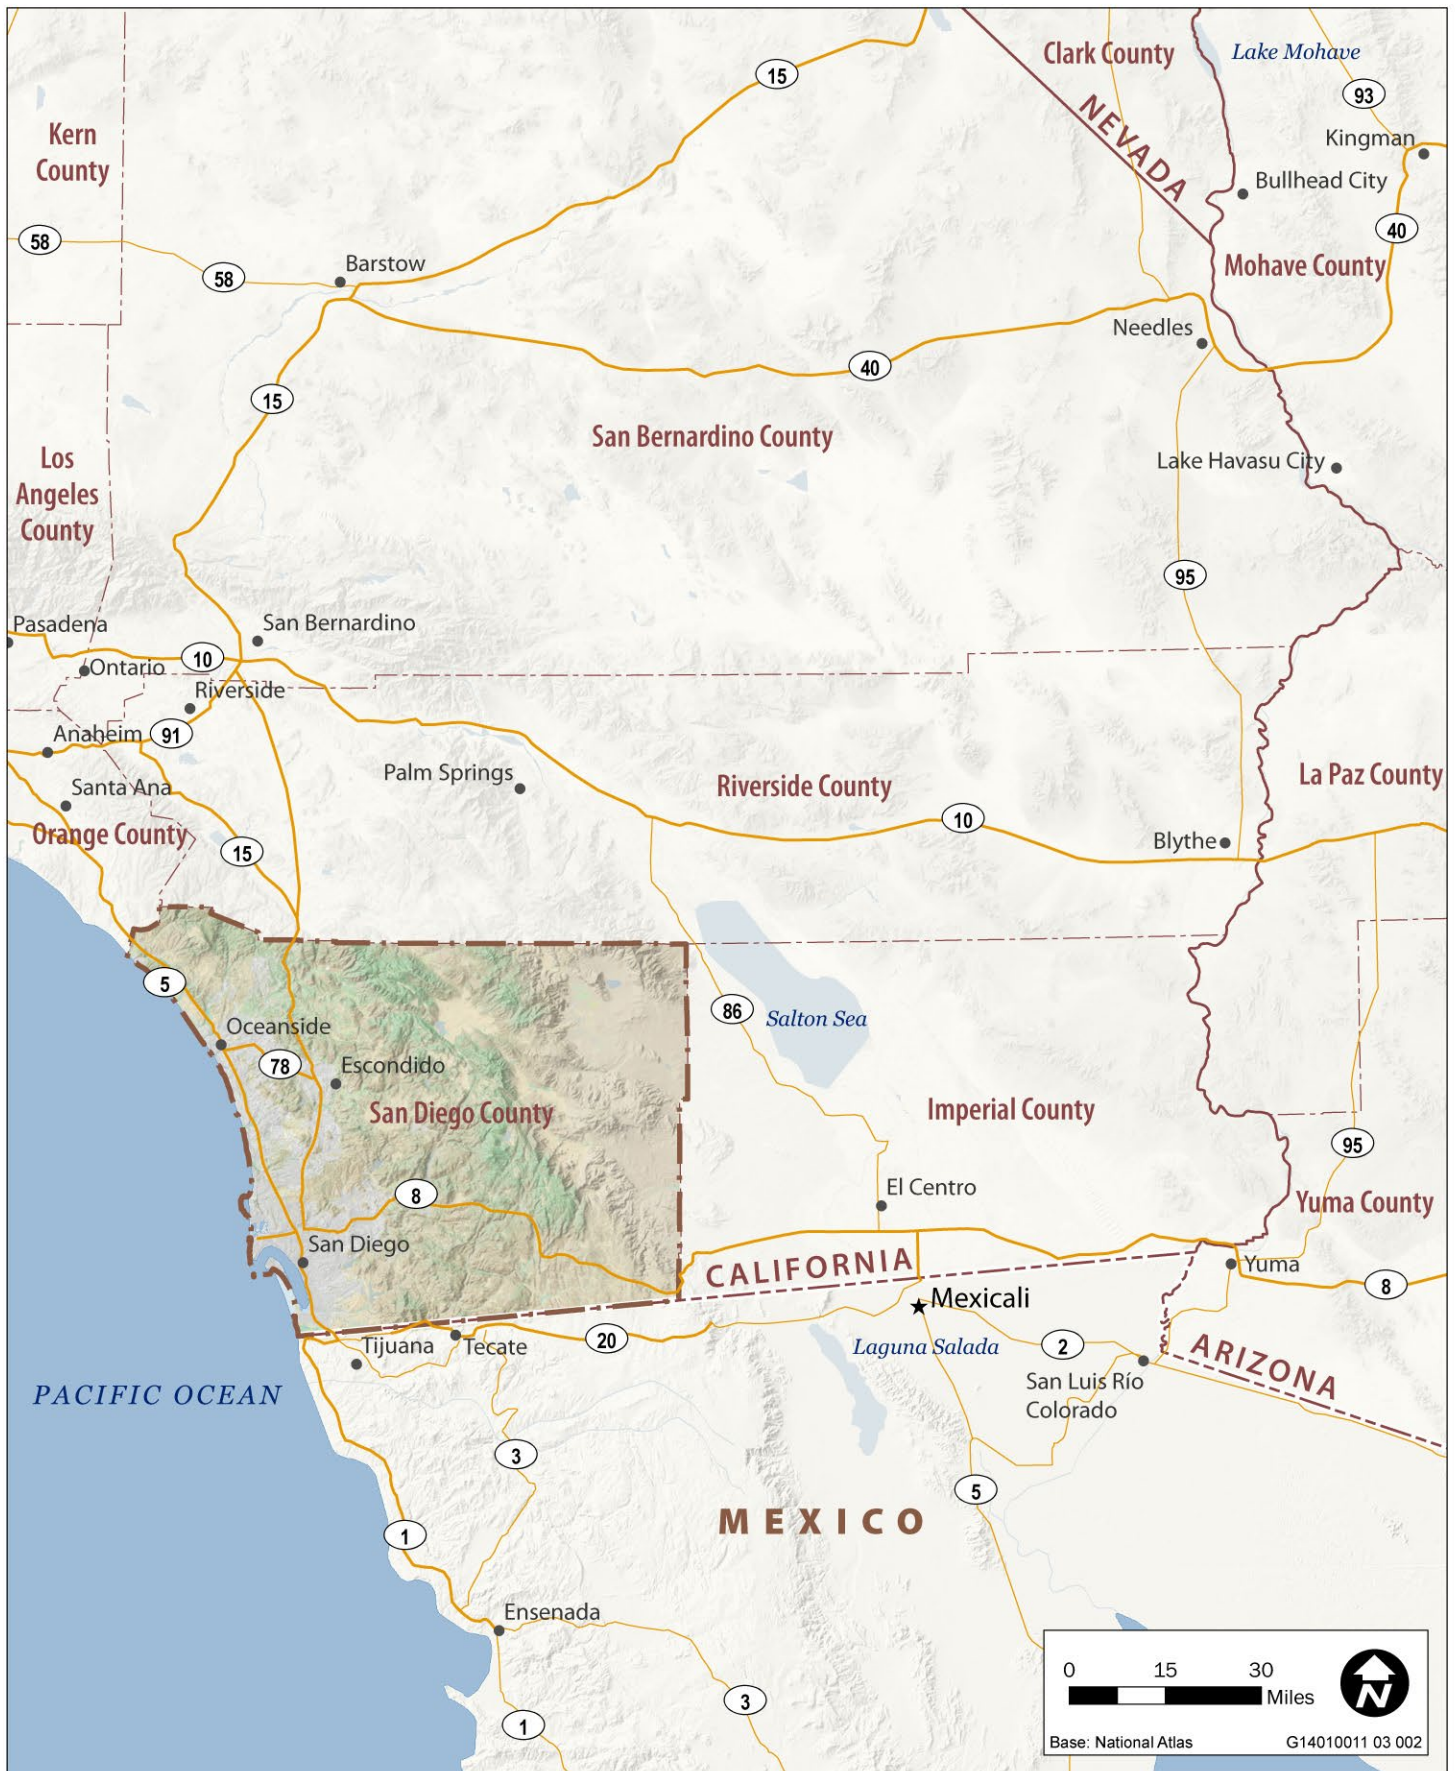 Clark County
Lake Mohave
15
93
NEVADA
Kern
County
Kingman
Bullhead City
58
40
58
Barstow
Mohave County
Needles
40
15
San Bernardino County
Los
Angeles
County
Lake Havasu City
95
Pasadena
San Bernardino
10
Ontario
Riverside
91
Anaheim
Palm Springs
Santa Ana
Riverside County
La Paz County
10
Orange County
15
Blythe
5
86
Salton Sea
Oceanside
78
Escondido
San Diego County
Imperial County
95
8
El Centro
Yuma County
San Diego
CALIFORNIA
Yuma
8
Mexicali
Tijuana
Tecate
20
Laguna Salada
2
ARIZONA
San Luis Río
Colorado
PACIFIC OCEAN
3
5
MEXICO
1
Ensenada
3
1
0 15 30
Miles
N
Base: National Atlas
G14010011 03 002